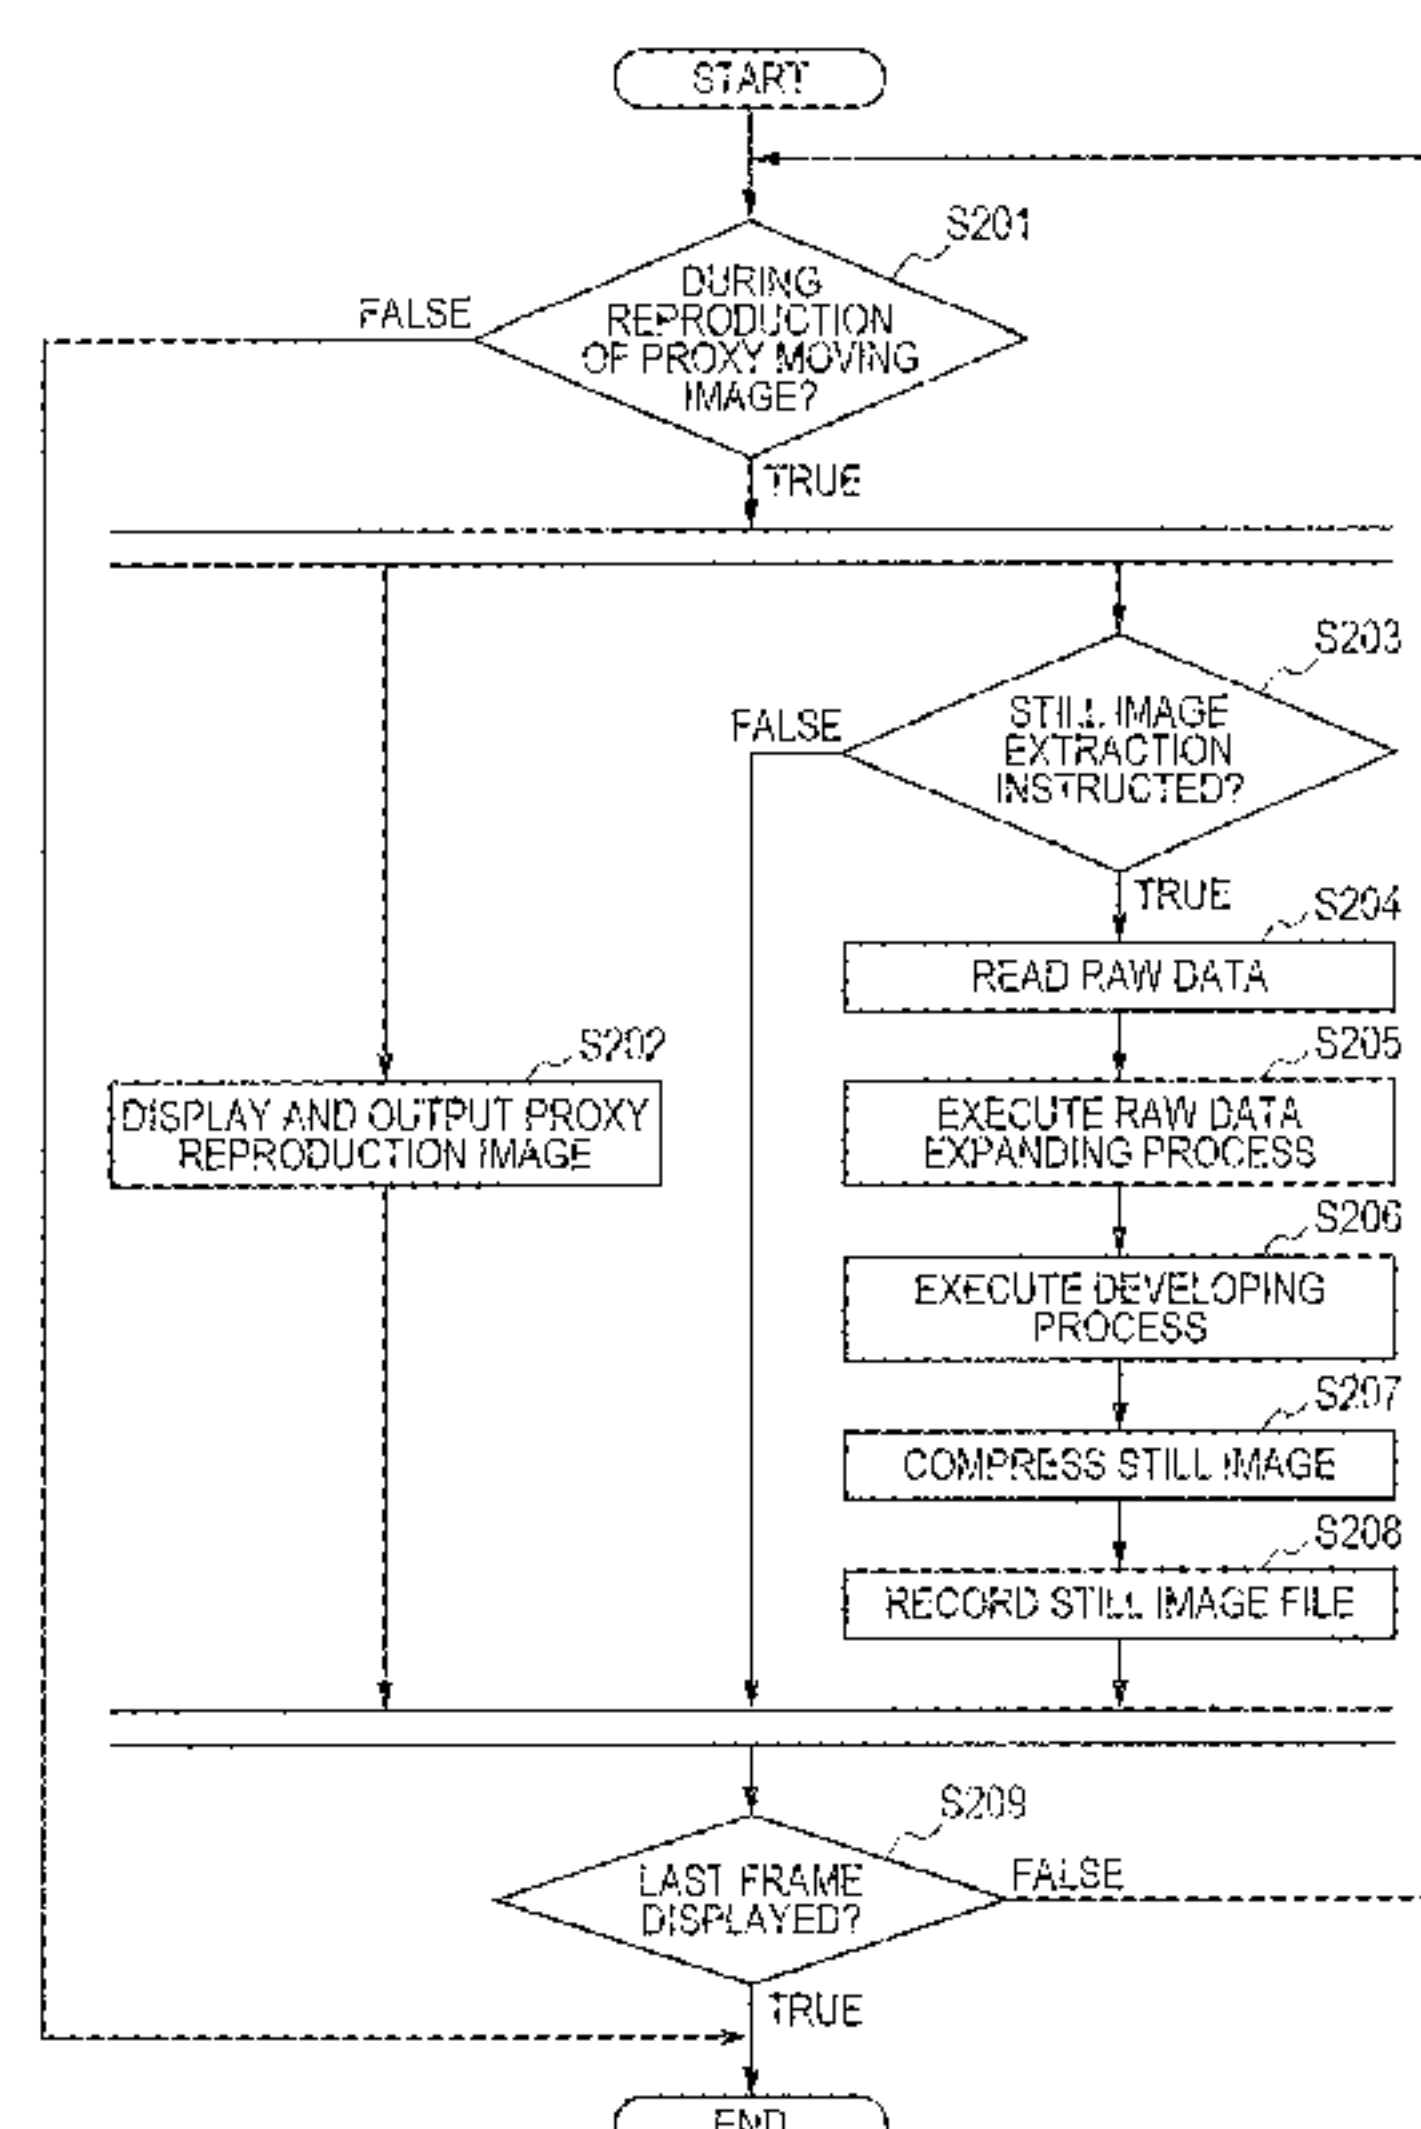 START
S201
DURING
REPRODUCTION
OF PROXY MOVING
IMAGE?
FALSE
TRUE
S203
STILL IMAGE
EXTRACTION
INSTRUCTED?
FALSE
TRUE
S204
READ RAW DATA
S202
DISPLAY AND OUTPUT PROXY
REPRODUCTION IMAGE
S205
EXECUTE RAW DATA
EXPANDING PROCESS
S206
EXECUTE DEVELOPING
PROCESS
S207
COMPRESS STILL IMAGE
S208
RECORD STILL IMAGE FILE
S209
LAST FRAME
DISPLAYED?
FALSE
TRUE
END